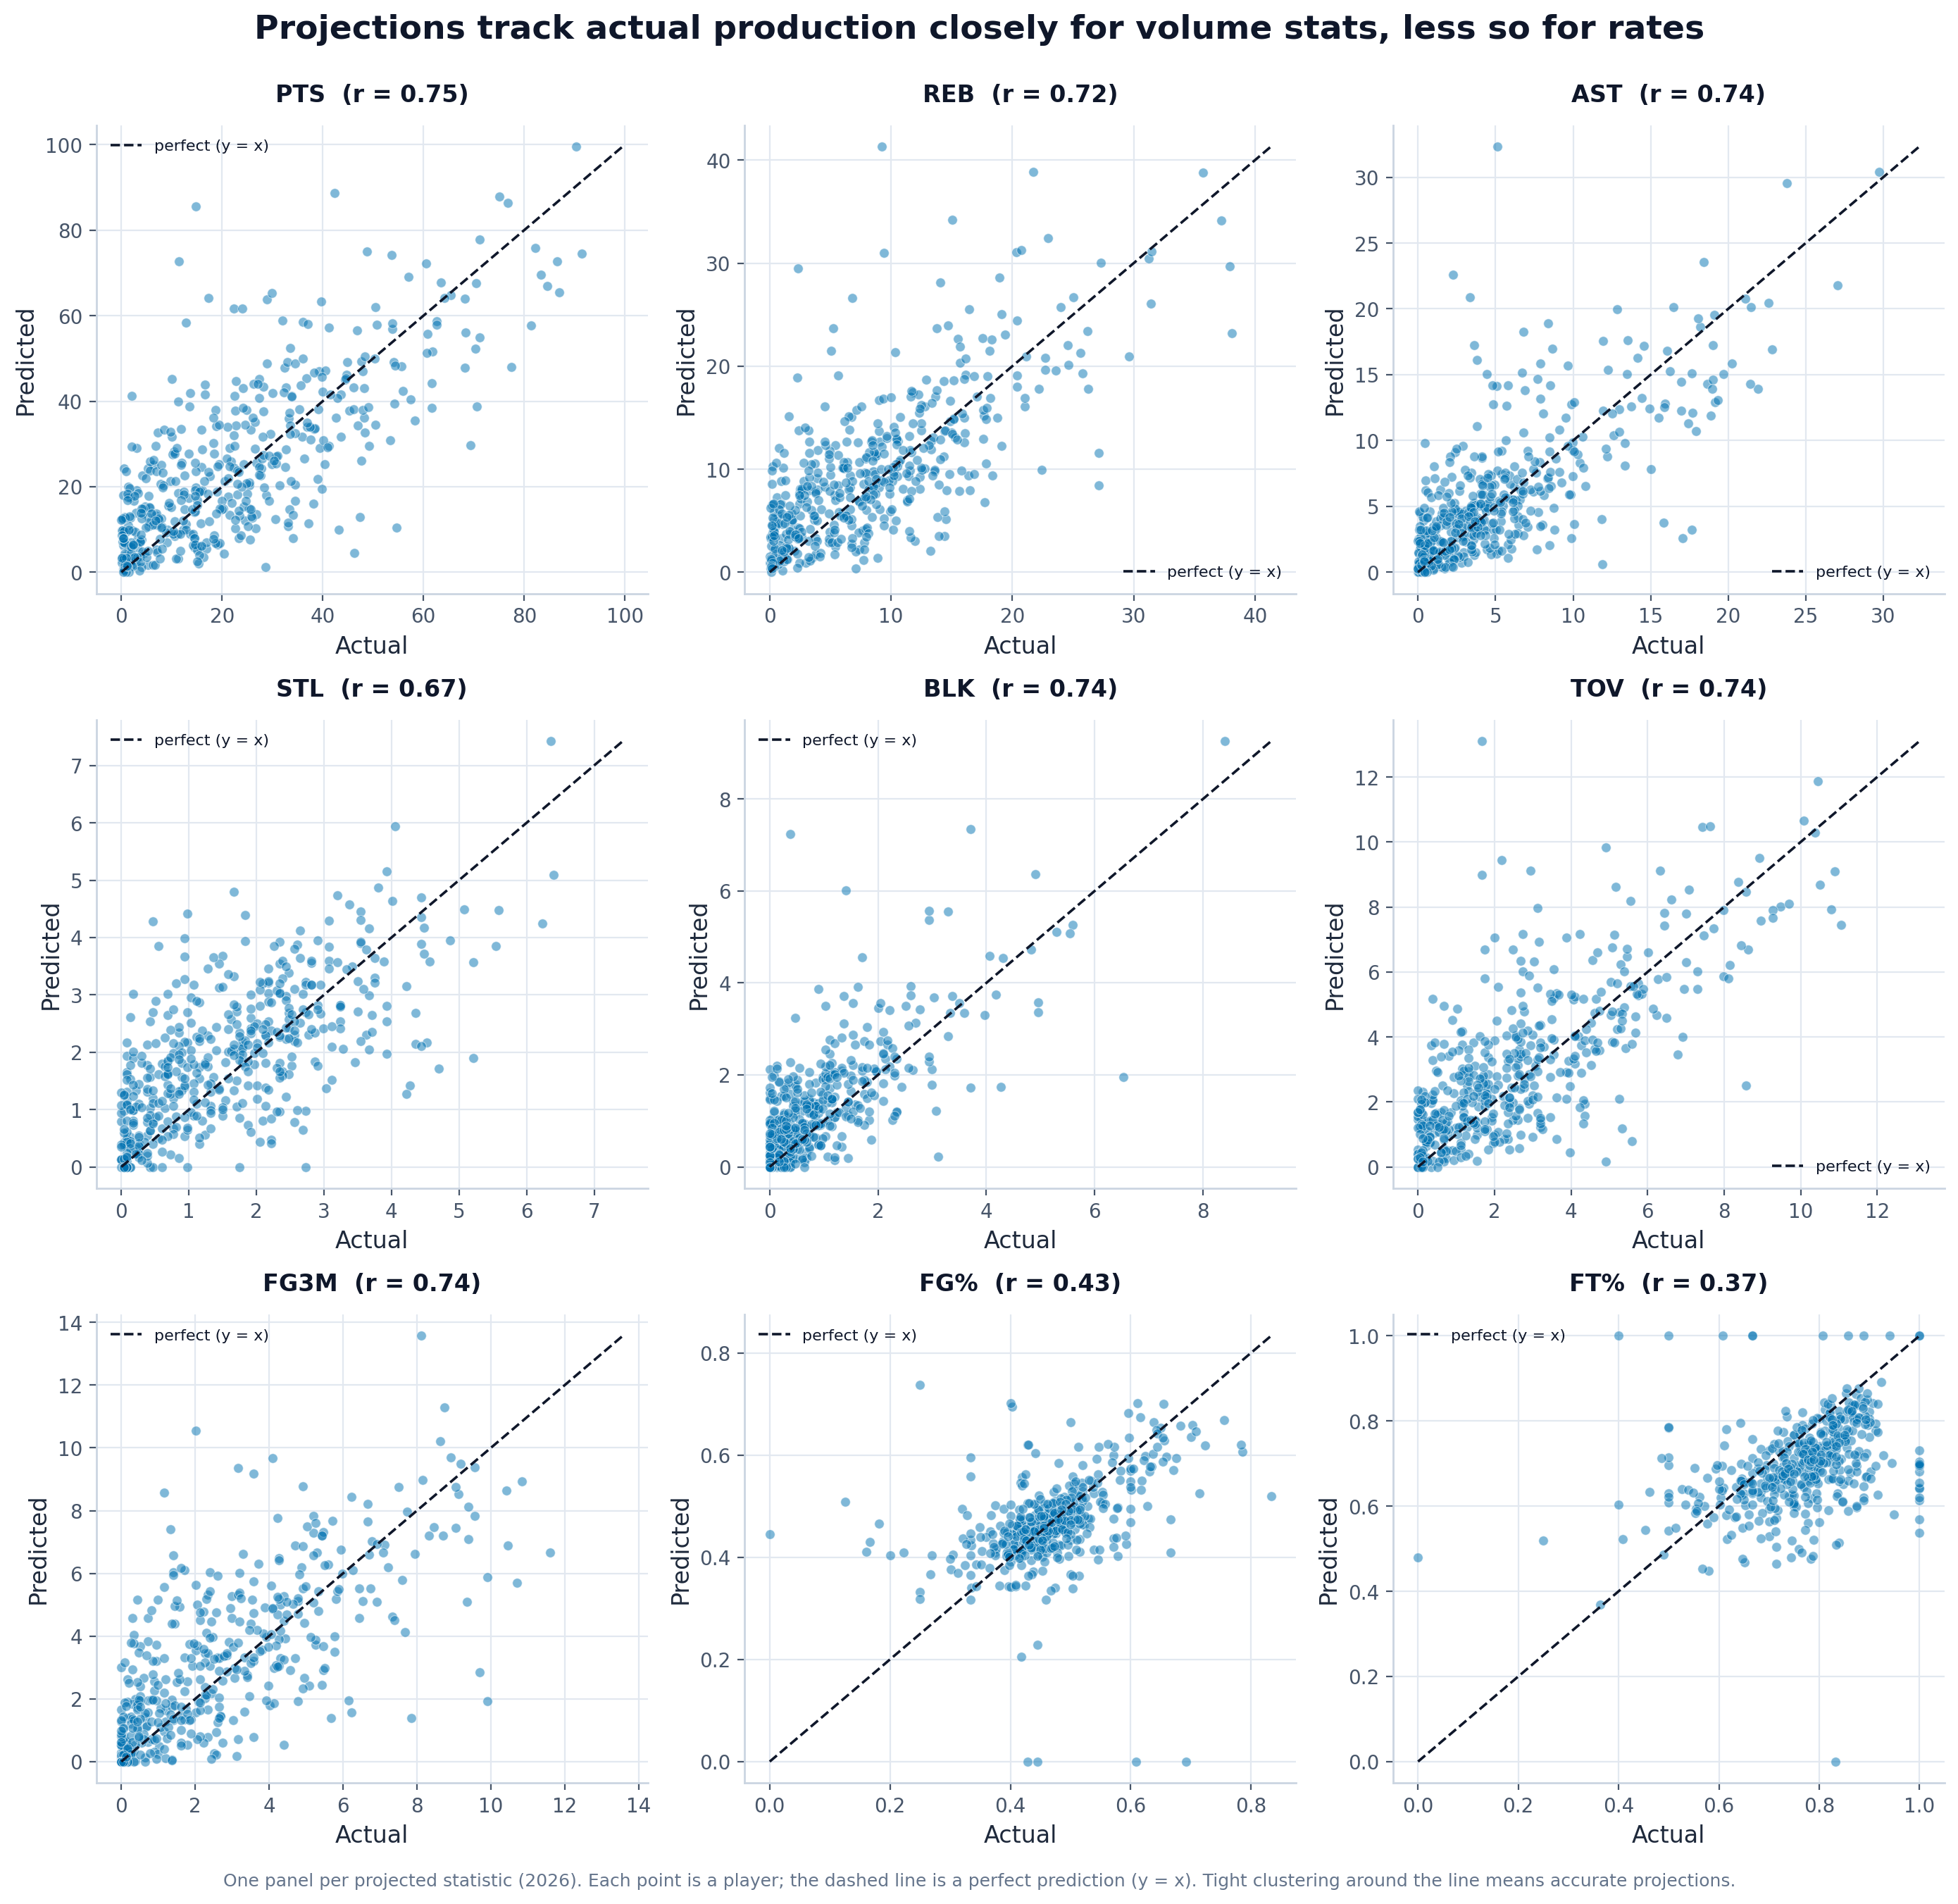 Projections track actual production closely for volume stats, less so for rates
PTS (r = 0.75)
REB (r = 0.72)
AST (r = 0.74)
perfect (y = x)
Predicted
100
80
60
40
20
0
0 20 40 60 80 100
Actual
Predicted
40
30
20
10
0
perfect (y = x)
0 10 20 30 40
Actual
Predicted
30
25
20
15
10
5
0
perfect (y = x)
0 5 10 15 20 25 30
Actual
STL (r = 0.67)
BLK (r = 0.74)
TOV (r = 0.74)
perfect (y = x)
Predicted
7
6
5
4
3
2
1
0
0 1 2 3 4 5 6 7
Actual
perfect (y = x)
Predicted
8
6
4
2
0
0 2 4 6 8
Actual
Predicted
12
10
8
6
4
2
0
perfect (y = x)
0 2 4 6 8 10 12
Actual
FG3M (r = 0.74)
FG% (r = 0.43)
FT% (r = 0.37)
perfect (y = x)
Predicted
14
12
10
8
6
4
2
0
0 2 4 6 8 10 12 14
Actual
perfect (y = x)
Predicted
0.8
0.6
0.4
0.2
0.0
0.0 0.2 0.4 0.6 0.8
Actual
perfect (y = x)
Predicted
1.0
0.8
0.6
0.4
0.2
0.0
0.0 0.2 0.4 0.6 0.8 1.0
Actual
One panel per projected statistic (2026). Each point is a player; the dashed line is a perfect prediction (y = x). Tight clustering around the line means accurate projections.